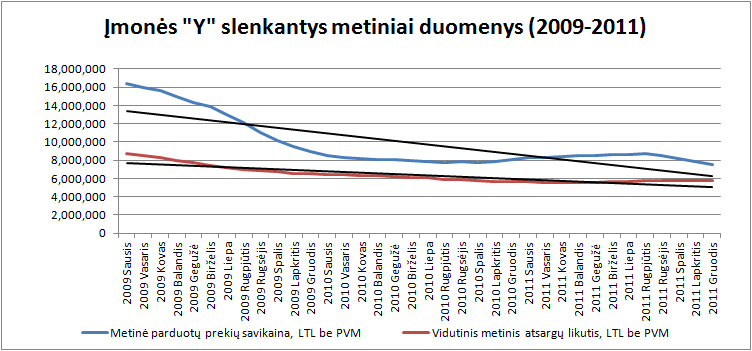 Įmonės "Y" slenkantys metiniai duomenys (2009-2011)
18,000,000
16,000,000
14,000,000
12,000,000
10,000,000
8,000,000
6,000,000
4,000,000
2,000,000
0
2009 Sausis
2009 Vasaris
2009 Kovas
2009 Balandis
2009 Gegužė
2009 Birželis
2009 Liepa
2009 Rugpjūtis
2009 Rugsėjis
2009 Spalis
2009 Lapkritis
2009 Gruodis
2010 Sausis
2010 Vasaris
2010 Kovas
2010 Balandis
2010 Gegužė
2010 Birželis
2010 Liepa
2010 Rugpjūtis
2010 Rugsėjis
2010 Spalis
2010 Lapkritis
2010 Gruodis
2011 Sausis
2011 Vasaris
2011 Kovas
2011 Balandis
2011 Gegužė
2011 Birželis
2011 Liepa
2011 Rugpjūtis
2011 Rugsėjis
2011 Spalis
2011 Lapkritis
2011 Gruodis
Metinė parduotų prekių savikaina, LTL be PVM
Vidutinis metinis atsargų likutis, LTL be PVM